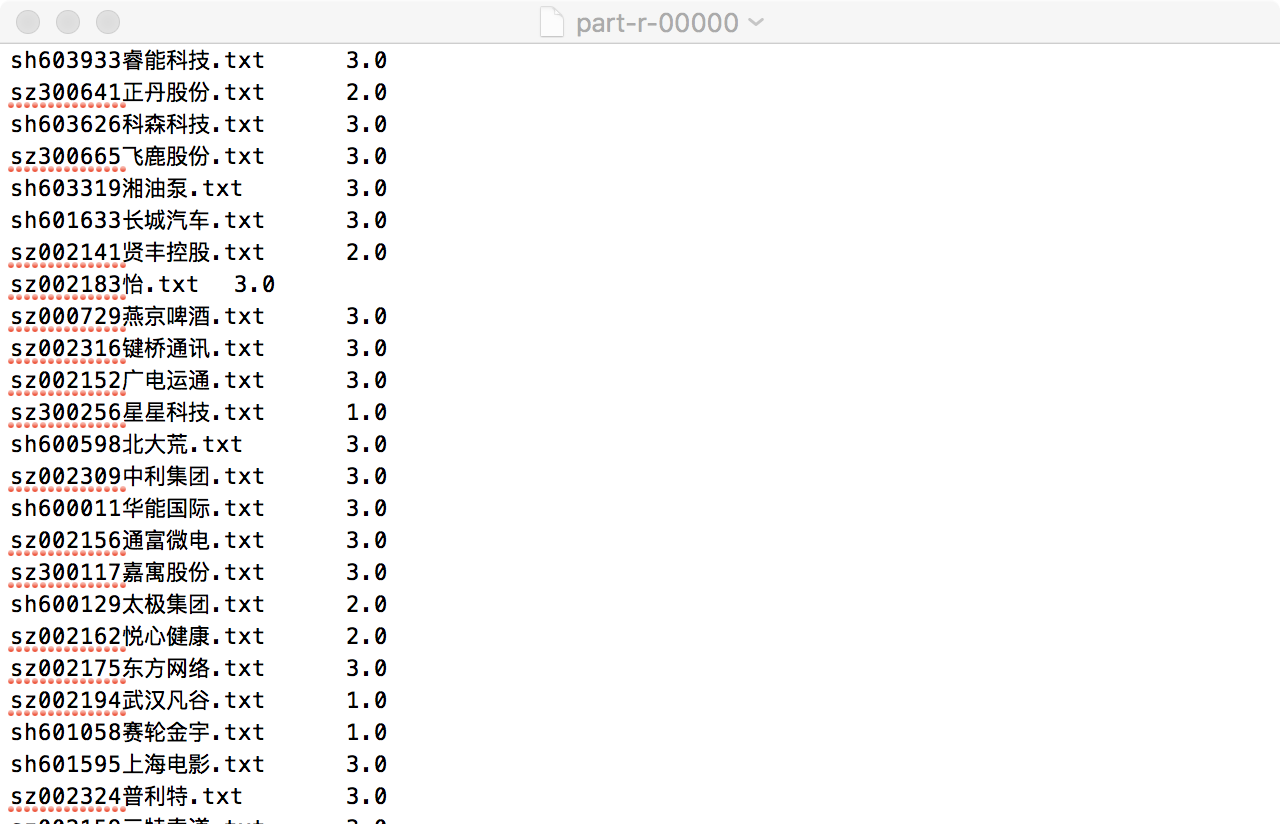 part-r-00000
sh603933睿能科技.txt 3.0
sz300641正丹股份.txt 2.0
sh603626科森科技.txt 3.0
sz300665飞鹿股份.txt 3.0
sh603319湘油泵.txt 3.0
sh601633长城汽车.txt 3.0
sz002141贤丰控股.txt 2.0
sz002183怡.txt 3.0
sz000729燕京啤酒.txt 3.0
sz002316键桥通讯.txt 3.0
sz002152广电运通.txt 3.0
sz300256星星科技.txt 1.0
sh600598北大荒.txt 3.0
sz002309中利集团.txt 3.0
sh600011华能国际.txt 3.0
sz002156通富微电.txt 3.0
sz300117嘉寓股份.txt 3.0
sh600129太极集团.txt 2.0
sz002162悦心健康.txt 2.0
sz002175东方网络.txt 3.0
sz002194武汉凡谷.txt 1.0
sh601058赛轮金宇.txt 1.0
sh601595上海电影.txt 3.0
sz002324普利特.txt 3.0